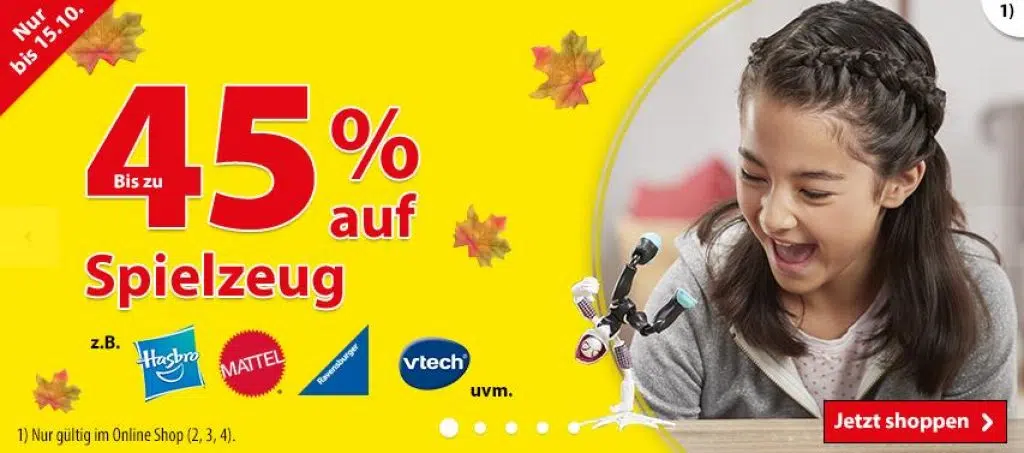 Nur
bis 15.10.
1)
45%
Bis zu
auf
Spielzeug
z.B.
Hasbro
MATTEL
Ravensburger
vtech
uvm.
1) Nur gültig im Online Shop (2, 3, 4).
Jetzt shoppen